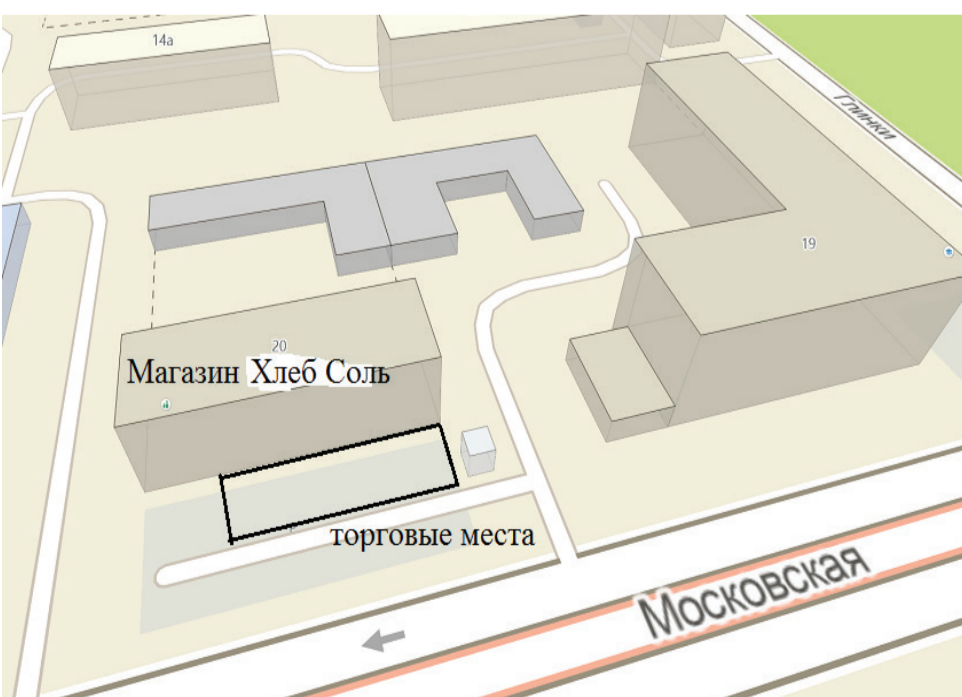 14а
Глинки
19
20
Магазин Хлеб Соль
торговые места
Московская